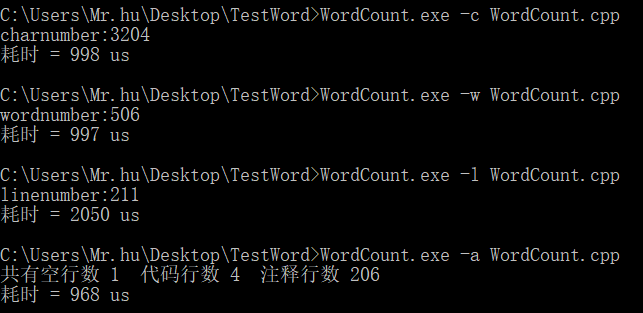 C:\Users\Mr.hu\Desktop\TestWord>WordCount.exe -c WordCount.cpp
charnumber:3204
耗时 = 998 us
C:\Users\Mr.hu\Desktop\TestWord>WordCount.exe -w WordCount.cpp
wordnumber:506
耗时 = 997 us
C:\Users\Mr.hu\Desktop\TestWord>WordCount.exe -l WordCount.cpp
linenumber:211
耗时 = 2050 us
C:\Users\Mr.hu\Desktop\TestWord>WordCount.exe -a WordCount.cpp
共有空行数 1  代码行数 4  注释行数 206
耗时 = 968 us